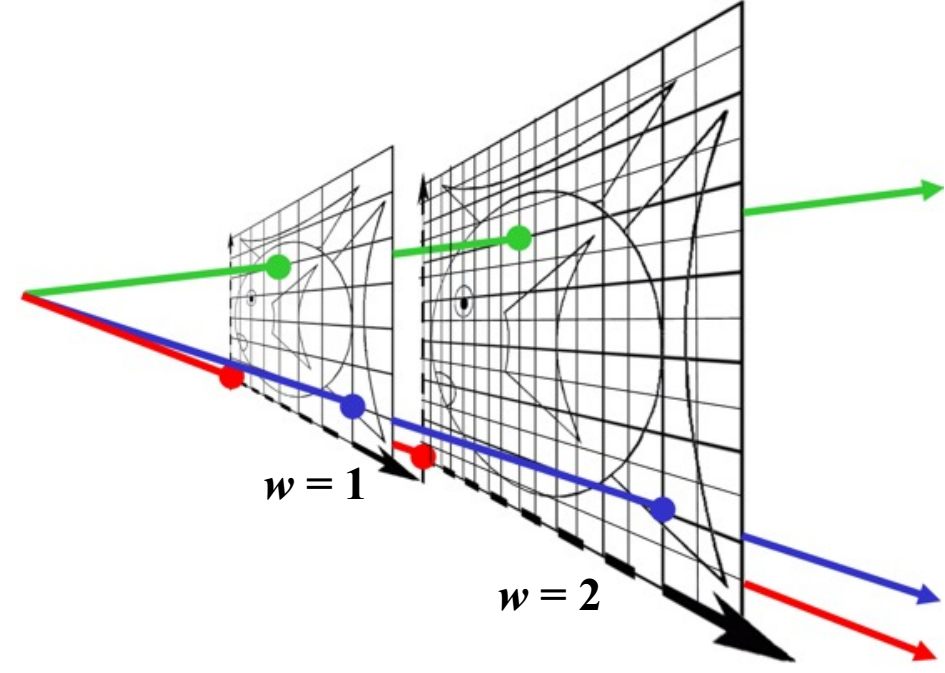 w = 1
w = 2